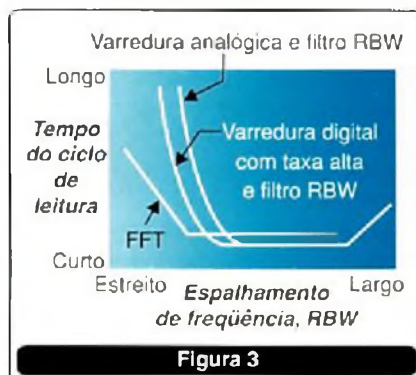 Varredura analógica e filtro RBW
Longo
Tempo
do ciclo
de
leitura
Varredura digital
com taxa alta
e filtro RBW
FFT
Curto
Estreito
Largo
Espalhamento
de freqüência, RBW
Figura 3